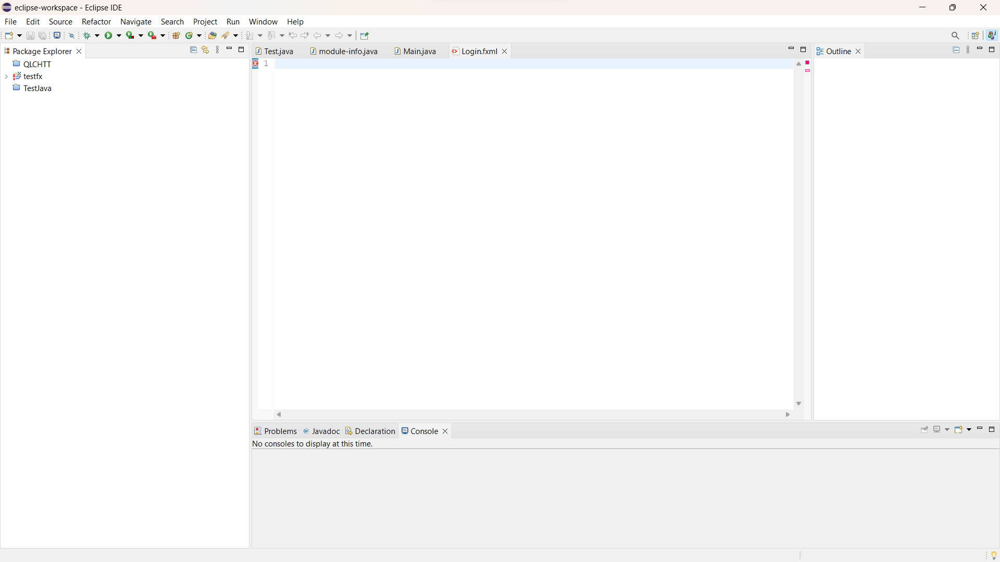 eclipse-workspace - Eclipse IDE
File Edit Source Refactor Navigate Search Project Run Window Help
Package Explorer
QLCHTT
testfx
TestJava
Test.java module-info.java Main.java Login.fxml
1
Outline
Problems Javadoc Declaration Console
No consoles to display at this time.